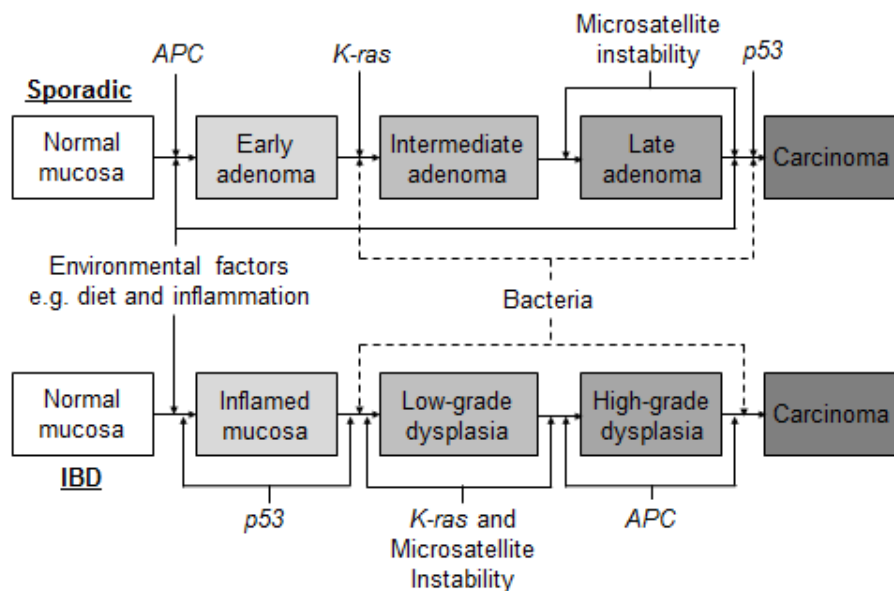 Microsatellite
instability
APC
K-ras
p53
Sporadic
Normal
mucosa
Early
adenoma
Intermediate
adenoma
Late
adenoma
Carcinoma
Environmental factors
e.g. diet and inflammation
Bacteria
Normal
mucosa
Inflamed
mucosa
Low-grade
dysplasia
High-grade
dysplasia
Carcinoma
IBD
p53
K-ras and
Microsatellite
Instability
APC